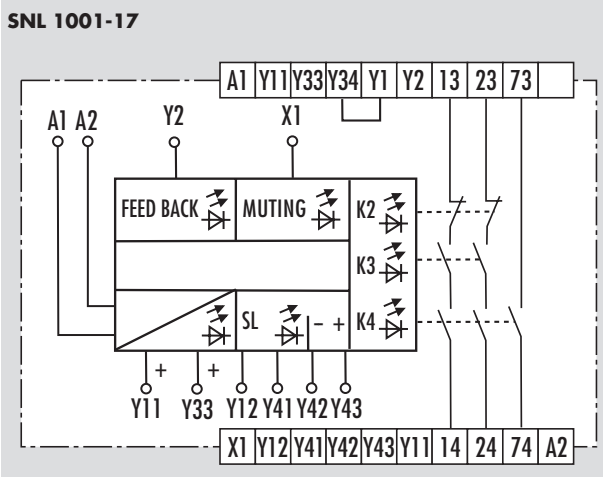 SNL 1001-17
A1 Y11 Y33 Y34 Y1 Y2 13 23 73
A1 A2 Y2 X1
FEED BACK MUTING K2
K3
SL - + K4
+ +
Y11 Y33 Y12 Y41 Y42 Y43
X1 Y12 Y41 Y42 Y43 Y11 14 24 74 A2